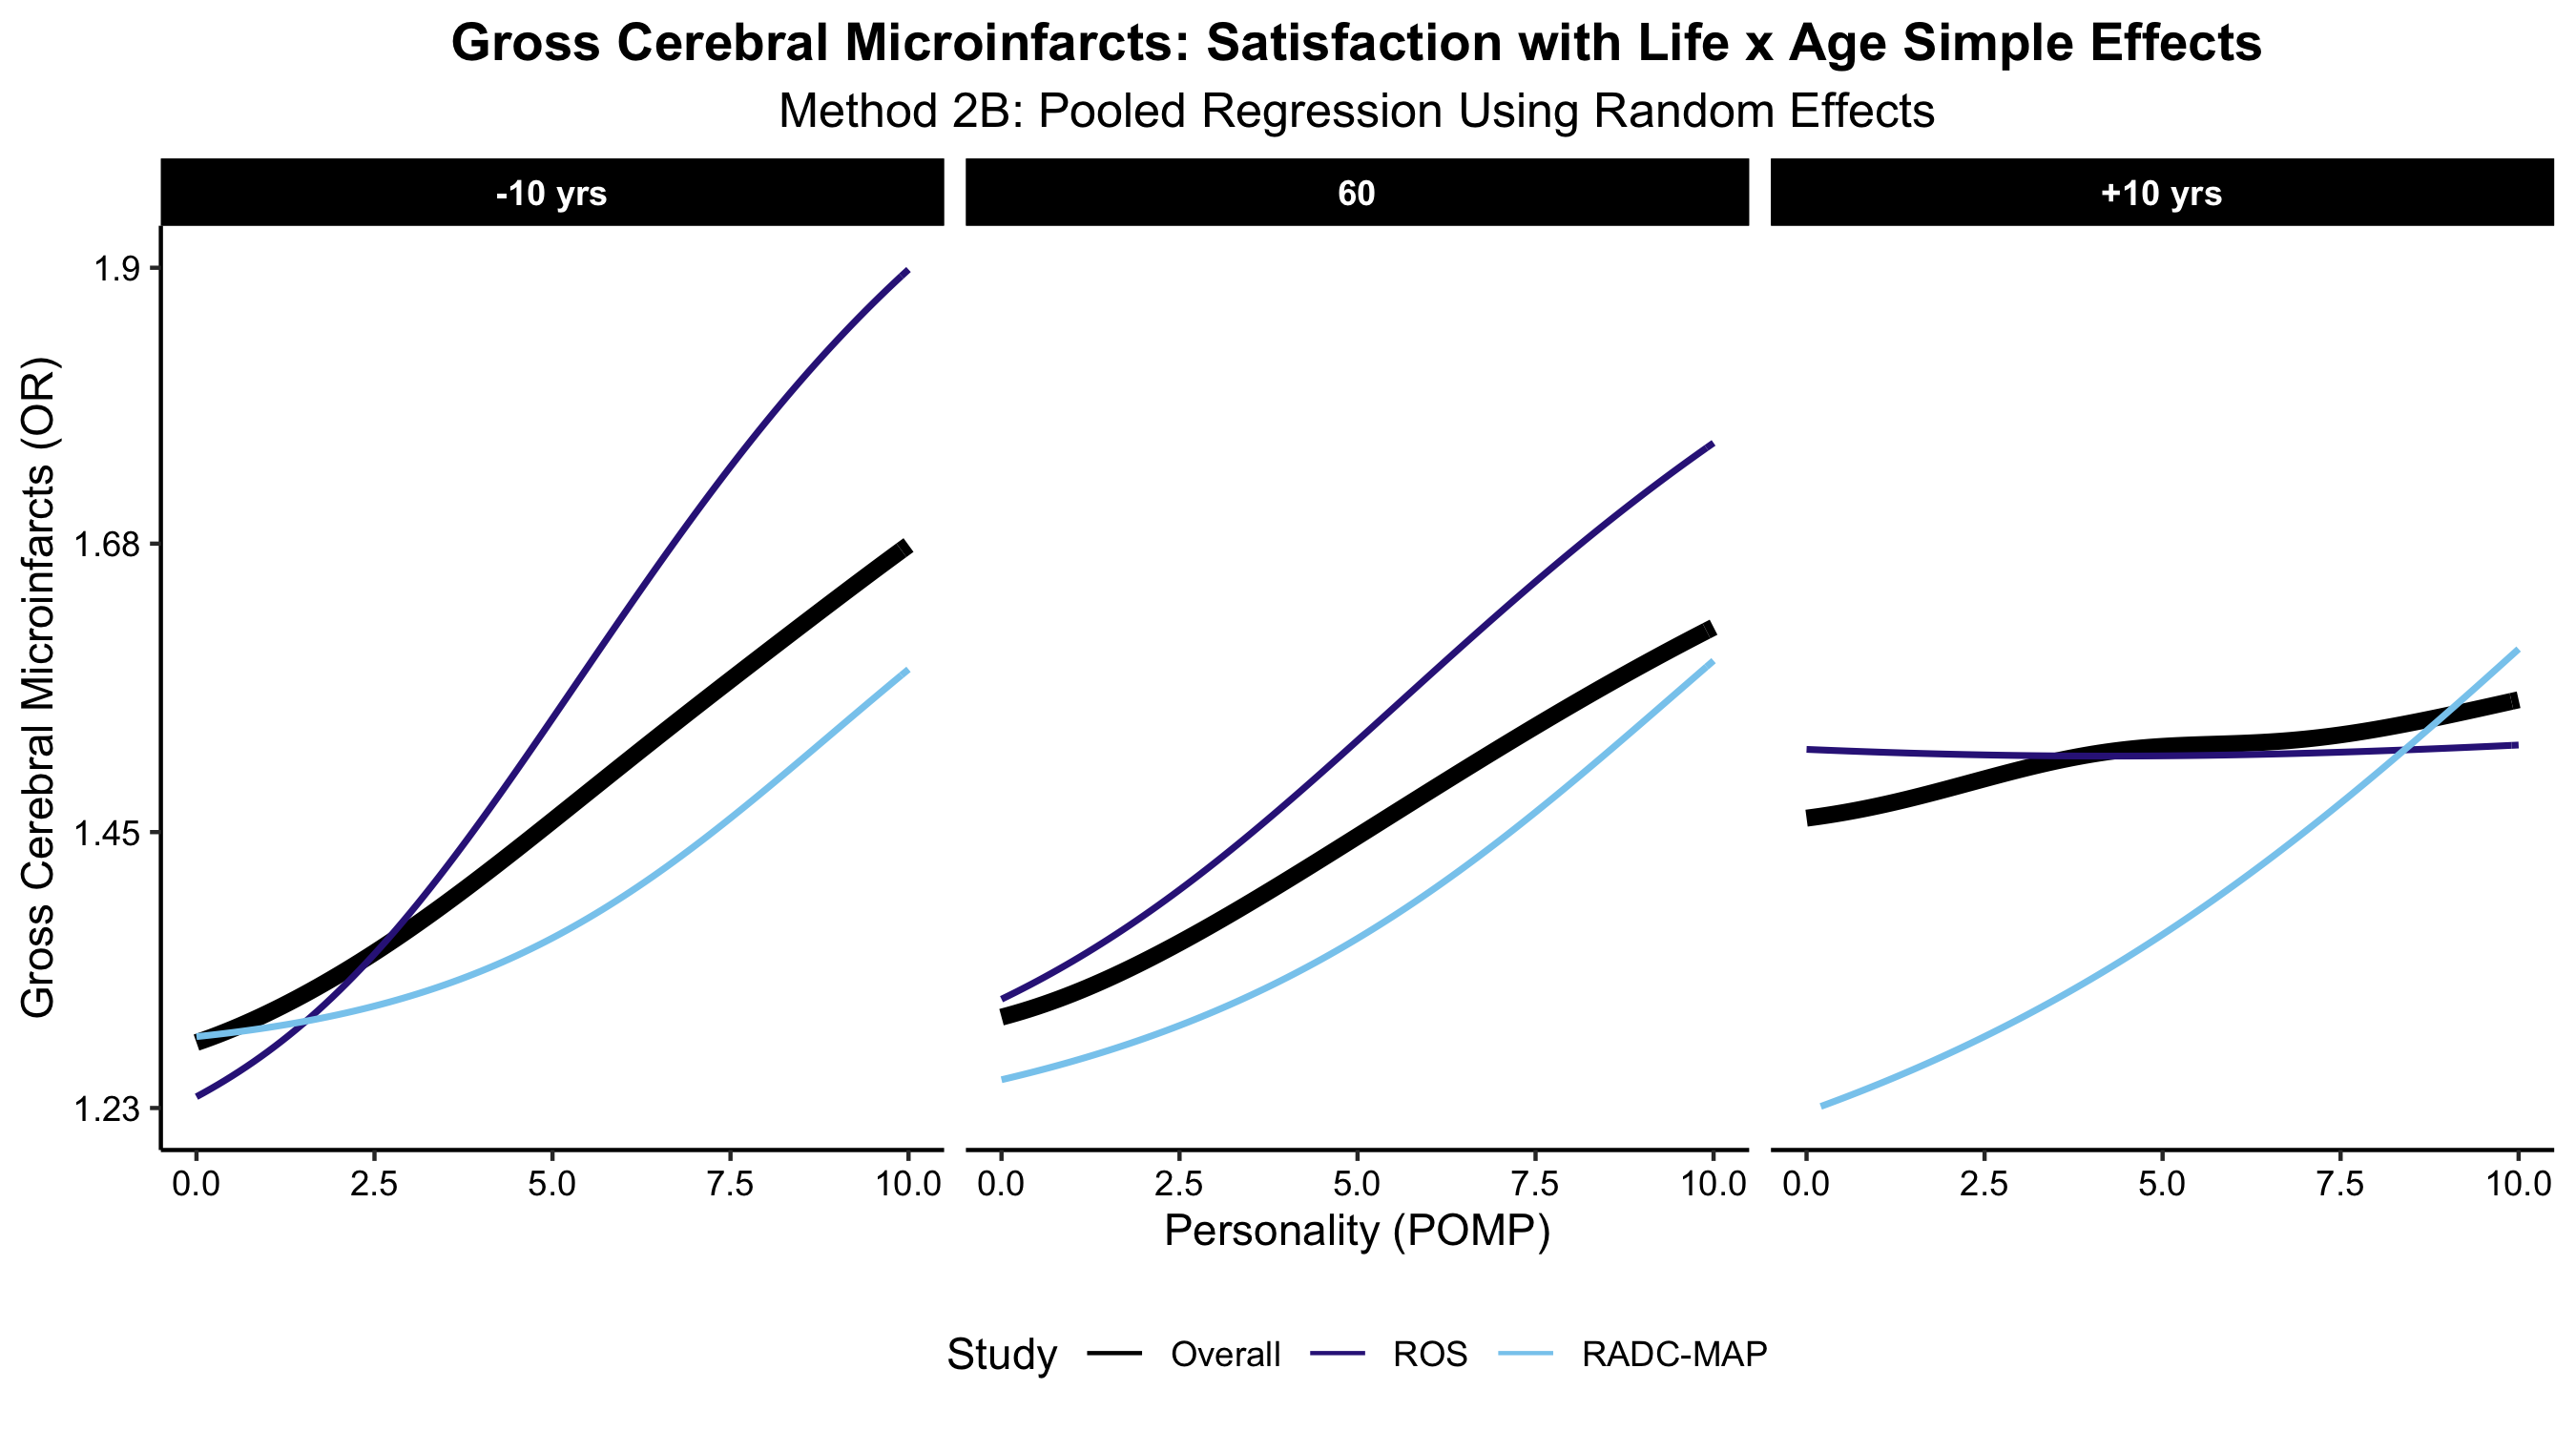 Gross Cerebral Microinfarcts: Satisfaction with Life x Age Simple Effects
Method 2B: Pooled Regression Using Random Effects
-10 yrs
60
+10 yrs
Gross Cerebral Microinfarcts (OR)
1.9
1.68
1.45
1.23
0.0 2.5 5.0 7.5 10.0
0.0 2.5 5.0 7.5 10.0
0.0 2.5 5.0 7.5 10.0
Personality (POMP)
Study Overall ROS RADC-MAP